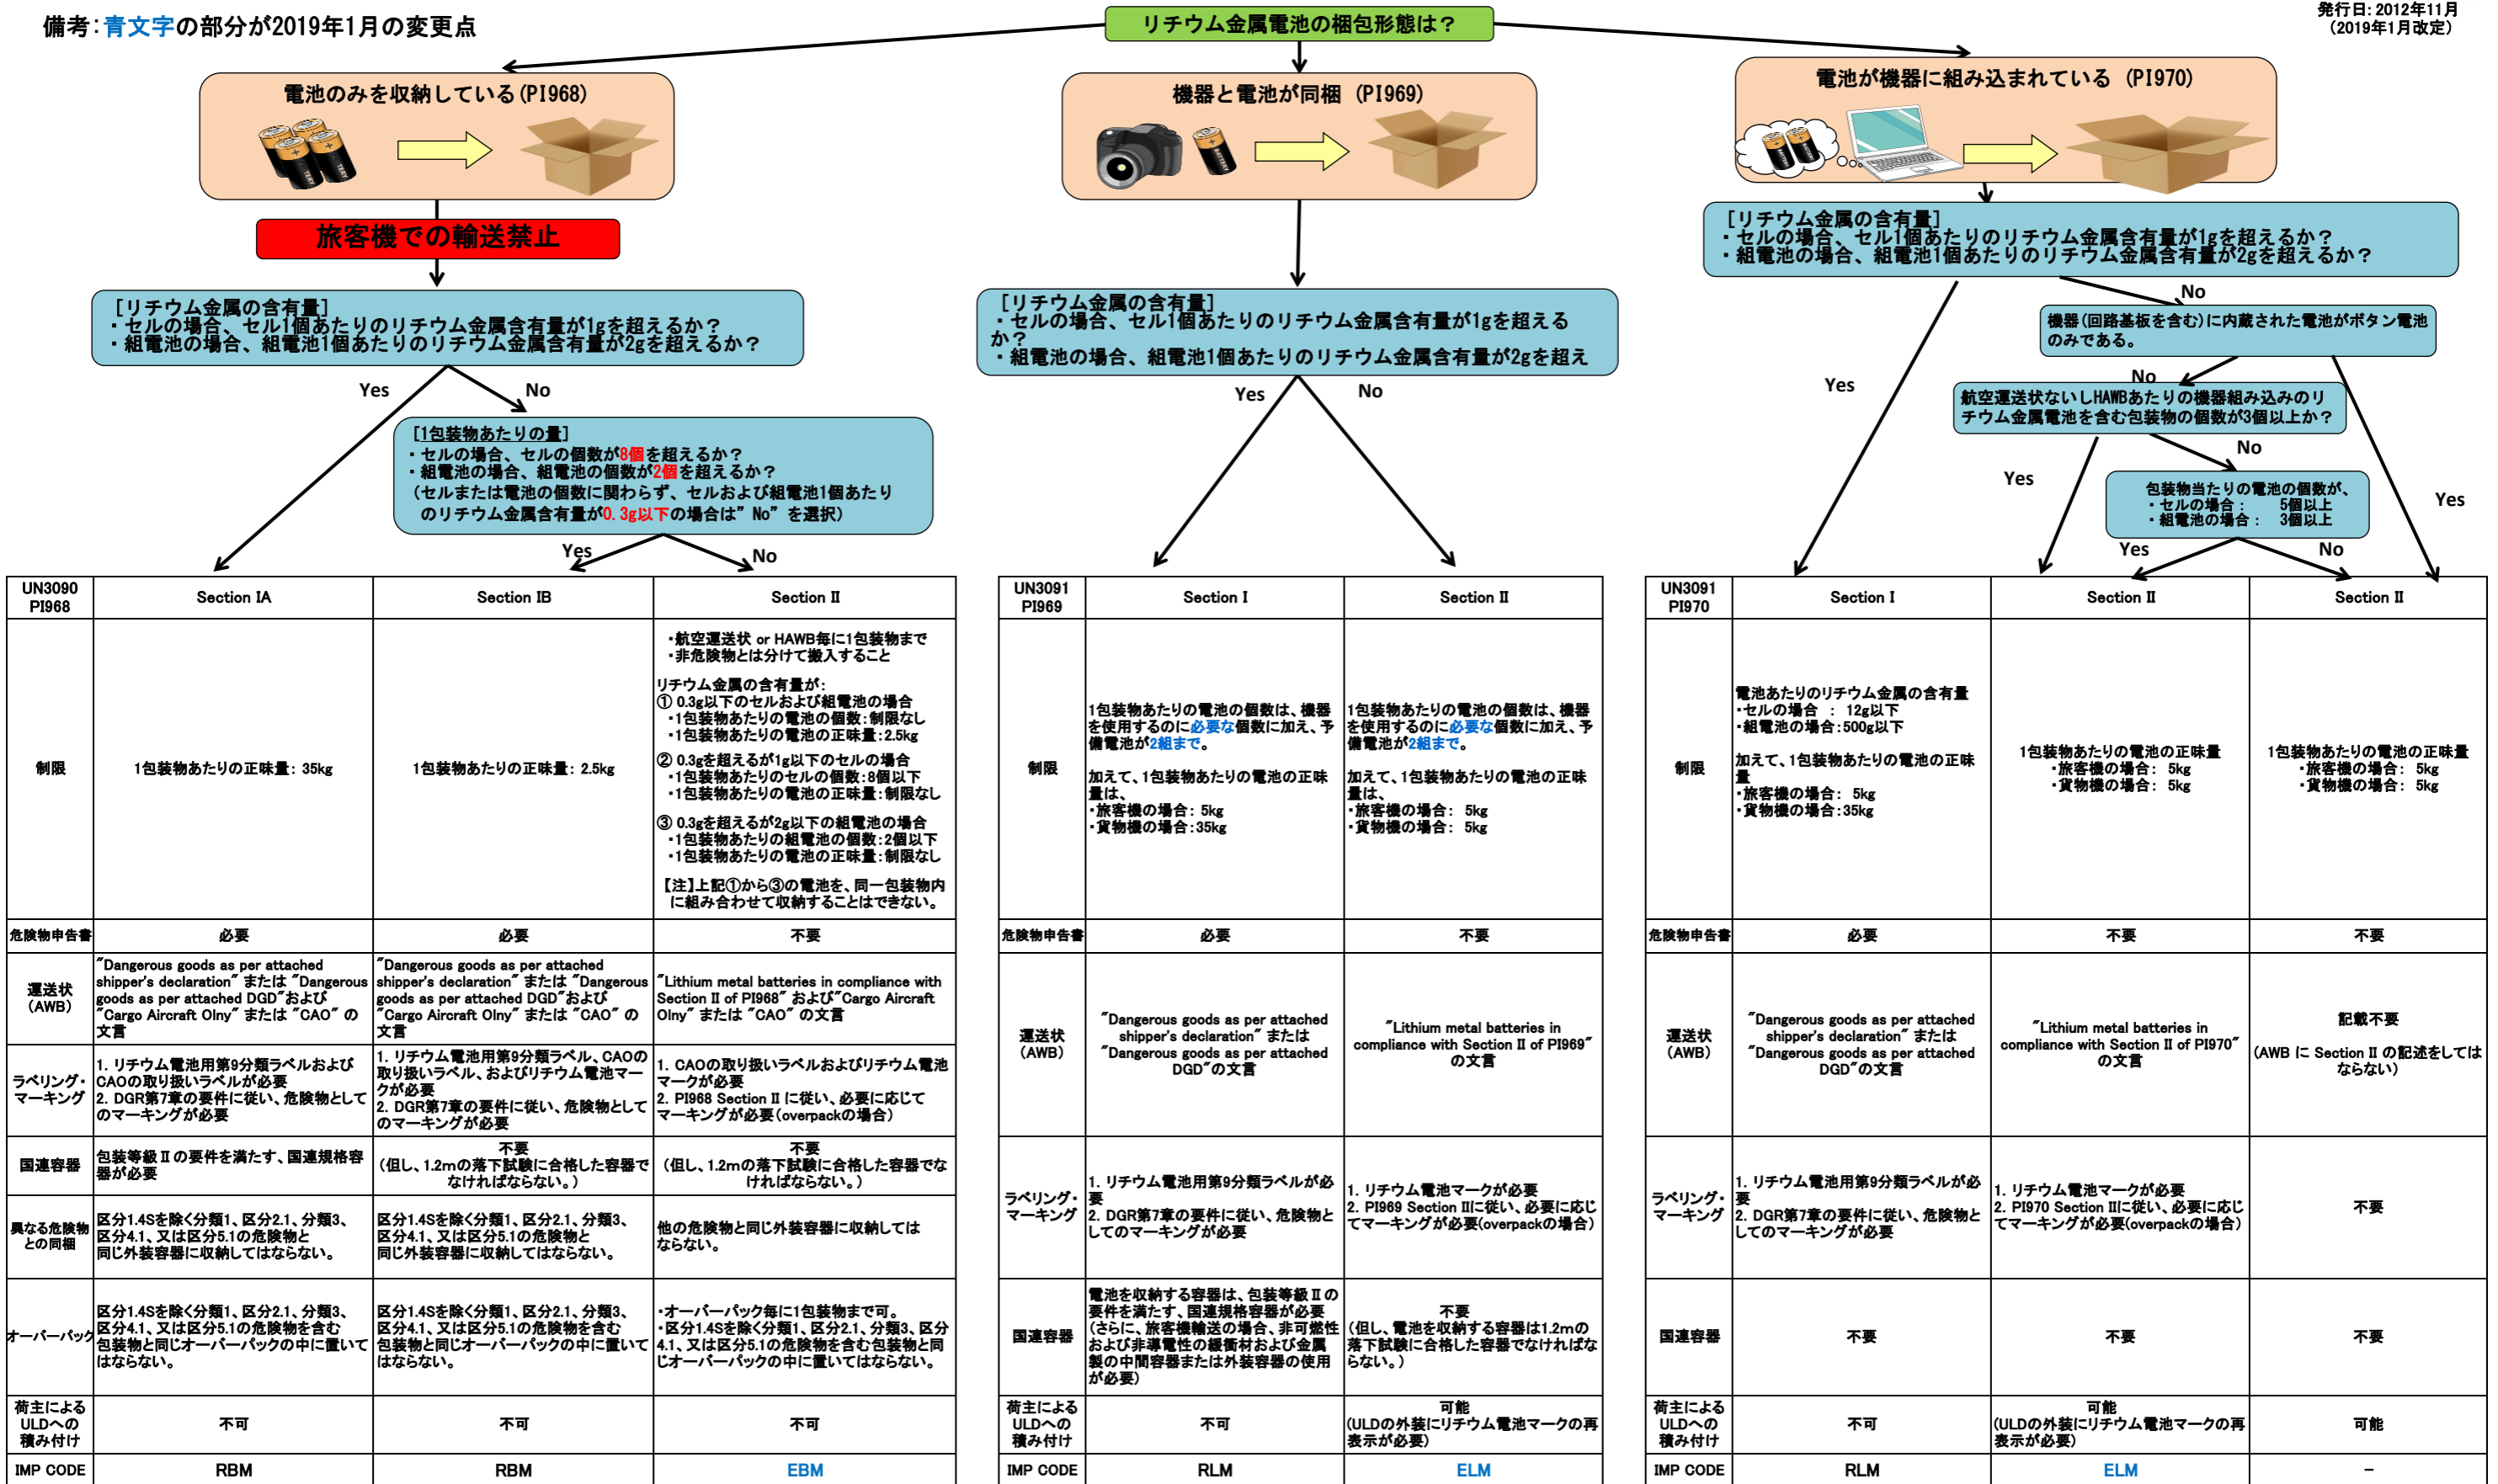 備考:青文字の部分が2019年1月の変更点
リチウム金属電池の梱包形態は?
発行日:2012年11月
(2019年1月改定)
電池のみを収納している(PI968)
旅客機での輸送禁止
[リチウム金属の含有量]
・セルの場合、セル1個あたりのリチウム金属含有量が1gを超えるか?
・組電池の場合、組電池1個あたりのリチウム金属含有量が2gを超えるか?
Yes
No
[1包装物あたりの量]
・セルの場合、セルの個数が8個を超えるか?
・組電池の場合、組電池の個数が2個を超えるか?
(セルまたは電池の個数に関わらず、セルおよび組電池1個あたり
のリチウム金属含有量が0.3g以下の場合は”No”を選択)
Yes
No
機器と電池が同梱 (PI969)
[リチウム金属の含有量]
・セルの場合、セル1個あたりのリチウム金属含有量が1gを超える
か?
・組電池の場合、組電池1個あたりのリチウム金属含有量が2gを超え
Yes
No
電池が機器に組み込まれている (PI970)
[リチウム金属の含有量]
・セルの場合、セル1個あたりのリチウム金属含有量が1gを超えるか?
・組電池の場合、組電池1個あたりのリチウム金属含有量が2gを超えるか?
Yes
No
機器(回路基板を含む)に内蔵された電池がボタン電池
のみである。
No
Yes
航空運送状ないしHAWBあたりの機器組み込みのリ
チウム金属電池を含む包装物の個数が3個以上か?
Yes
No
包装物当たりの電池の個数が、
・セルの場合: 5個以上
・組電池の場合: 3個以上
Yes
No
UN3090
PI968
Section IA
Section IB
Section II
制限
1包装物あたりの正味量: 35kg
1包装物あたりの正味量: 2.5kg
・航空運送状 or HAWB毎に1包装物まで
・非危険物とは分けて搬入すること
リチウム金属の含有量が:
① 0.3g以下のセルおよび組電池の場合
・1包装物あたりの電池の個数:制限なし
・1包装物あたりの電池の正味量:2.5kg
② 0.3gを超えるが1g以下のセルの場合
・1包装物あたりのセルの個数:8個以下
・1包装物あたりの電池の正味量:制限なし
③ 0.3gを超えるが2g以下の組電池の場合
・1包装物あたりの組電池の個数:2個以下
・1包装物あたりの電池の正味量:制限なし
【注】上記①から③の電池を、同一包装物内
に組み合わせて収納することはできない。
危険物申告書
必要
必要
不要
運送状
(AWB)
"Dangerous goods as per attached
shipper's declaration" または "Dangerous
goods as per attached DGD"および
"Cargo Aircraft Olny" または "CAO" の
文言
"Dangerous goods as per attached
shipper's declaration" または "Dangerous
goods as per attached DGD"および
"Cargo Aircraft Olny" または "CAO" の
文言
"Lithium metal batteries in compliance with
Section II of PI968" および"Cargo Aircraft
Olny" または "CAO" の文言
ラベリング・
マーキング
1. リチウム電池用第9分類ラベルおよび
CAOの取り扱いラベルが必要
2. DGR第7章の要件に従い、危険物として
のマーキングが必要
1. リチウム電池用第9分類ラベル、CAOの
取り扱いラベル、およびリチウム電池マー
クが必要
2. DGR第7章の要件に従い、危険物として
のマーキングが必要
1. CAOの取り扱いラベルおよびリチウム電池
マークが必要
2. PI968 Section II に従い、必要に応じて
マーキングが必要(overpackの場合)
国連容器
包装等級Ⅱの要件を満たす、国連規格容
器が必要
不要
(但し、1.2mの落下試験に合格した容器で
なければならない。)
不要
(但し、1.2mの落下試験に合格した容器でな
ければならない。)
異なる危険物
との同梱
区分1.4Sを除く分類1、区分2.1、分類3、
区分4.1、又は区分5.1の危険物と
同じ外装容器に収納してはならない。
区分1.4Sを除く分類1、区分2.1、分類3、
区分4.1、又は区分5.1の危険物と
同じ外装容器に収納してはならない。
他の危険物と同じ外装容器に収納しては
ならない。
オーバーパック
区分1.4Sを除く分類1、区分2.1、分類3、
区分4.1、又は区分5.1の危険物を含む
包装物と同じオーバーパックの中に置いて
はならない。
区分1.4Sを除く分類1、区分2.1、分類3、
区分4.1、又は区分5.1の危険物を含む
包装物と同じオーバーパックの中に置いて
はならない。
・オーバーパック毎に1包装物まで可。
・区分1.4Sを除く分類1、区分2.1、分類3、区分
4.1、又は区分5.1の危険物を含む包装物と同
じオーバーパックの中に置いてはならない。
荷主による
ULDへの
積み付け
不可
不可
不可
IMP CODE
RBM
RBM
EBM
UN3091
PI969
Section I
Section II
制限
1包装物あたりの電池の個数は、機器
を使用するのに必要な個数に加え、予
備電池が2組まで。
加えて、1包装物あたりの電池の正味
量は、
・旅客機の場合: 5kg
・貨物機の場合:35kg
1包装物あたりの電池の個数は、機器
を使用するのに必要な個数に加え、予
備電池が2組まで。
加えて、1包装物あたりの電池の正味
量は、
・旅客機の場合: 5kg
・貨物機の場合: 5kg
危険物申告書
必要
不要
運送状
(AWB)
"Dangerous goods as per attached
shipper's declaration" または
"Dangerous goods as per attached
DGD"の文言
"Lithium metal batteries in
compliance with Section II of PI969"
の文言
ラベリング・
マーキング
1. リチウム電池用第9分類ラベルが必
要
2. DGR第7章の要件に従い、危険物と
してのマーキングが必要
1. リチウム電池マークが必要
2. PI969 Section IIに従い、必要に応じ
てマーキングが必要(overpackの場合)
国連容器
電池を収納する容器は、包装等級Ⅱの
要件を満たす、国連規格容器が必要
(さらに、旅客機輸送の場合、非可燃性
および非導電性の緩衝材および金属
製の中間容器または外装容器の使用
が必要)
不要
(但し、電池を収納する容器は1.2mの
落下試験に合格した容器でなければな
らない。)
荷主による
ULDへの
積み付け
不可
可能
(ULDの外装にリチウム電池マークの再
表示が必要)
IMP CODE
RLM
ELM
UN3091
PI970
Section I
Section II
Section II
制限
電池あたりのリチウム金属の含有量
・セルの場合 : 12g以下
・組電池の場合:500g以下
加えて、1包装物あたりの電池の正味
量
・旅客機の場合: 5kg
・貨物機の場合:35kg
1包装物あたりの電池の正味量
・旅客機の場合: 5kg
・貨物機の場合: 5kg
1包装物あたりの電池の正味量
・旅客機の場合: 5kg
・貨物機の場合: 5kg
危険物申告書
必要
不要
不要
運送状
(AWB)
"Dangerous goods as per attached
shipper's declaration" または
"Dangerous goods as per attached
DGD"の文言
"Lithium metal batteries in
compliance with Section II of PI970"
の文言
記載不要
(AWB に Section II の記述をしては
ならない)
ラベリング・
マーキング
1. リチウム電池用第9分類ラベルが必
要
2. DGR第7章の要件に従い、危険物と
してのマーキングが必要
1. リチウム電池マークが必要
2. PI970 Section IIに従い、必要に応じ
てマーキングが必要(overpackの場合)
不要
国連容器
不要
不要
不要
荷主による
ULDへの
積み付け
不可
可能
(ULDの外装にリチウム電池マークの再
表示が必要)
可能
IMP CODE
RLM
ELM
-